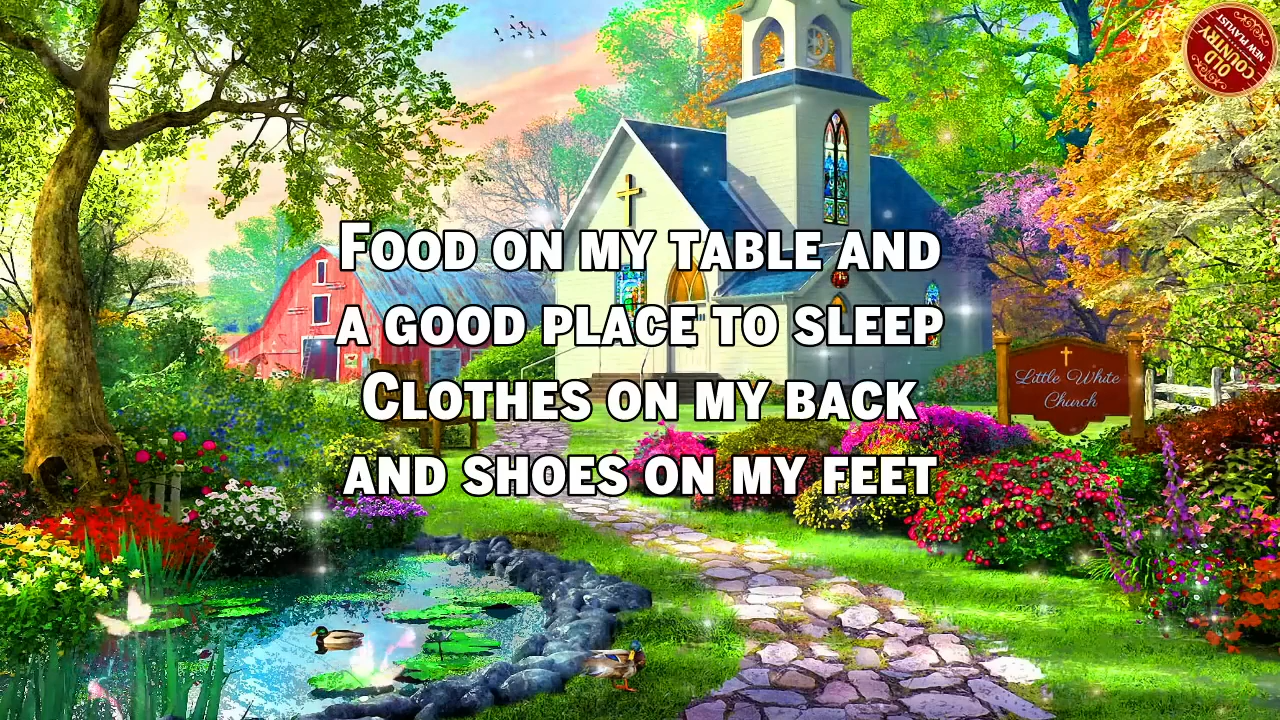 Food on my table and
a good place to sleep
Clothes on my back
and shoes on my feet
Little White
Church
OLD
COUNTRY
NEW PLAYLIST